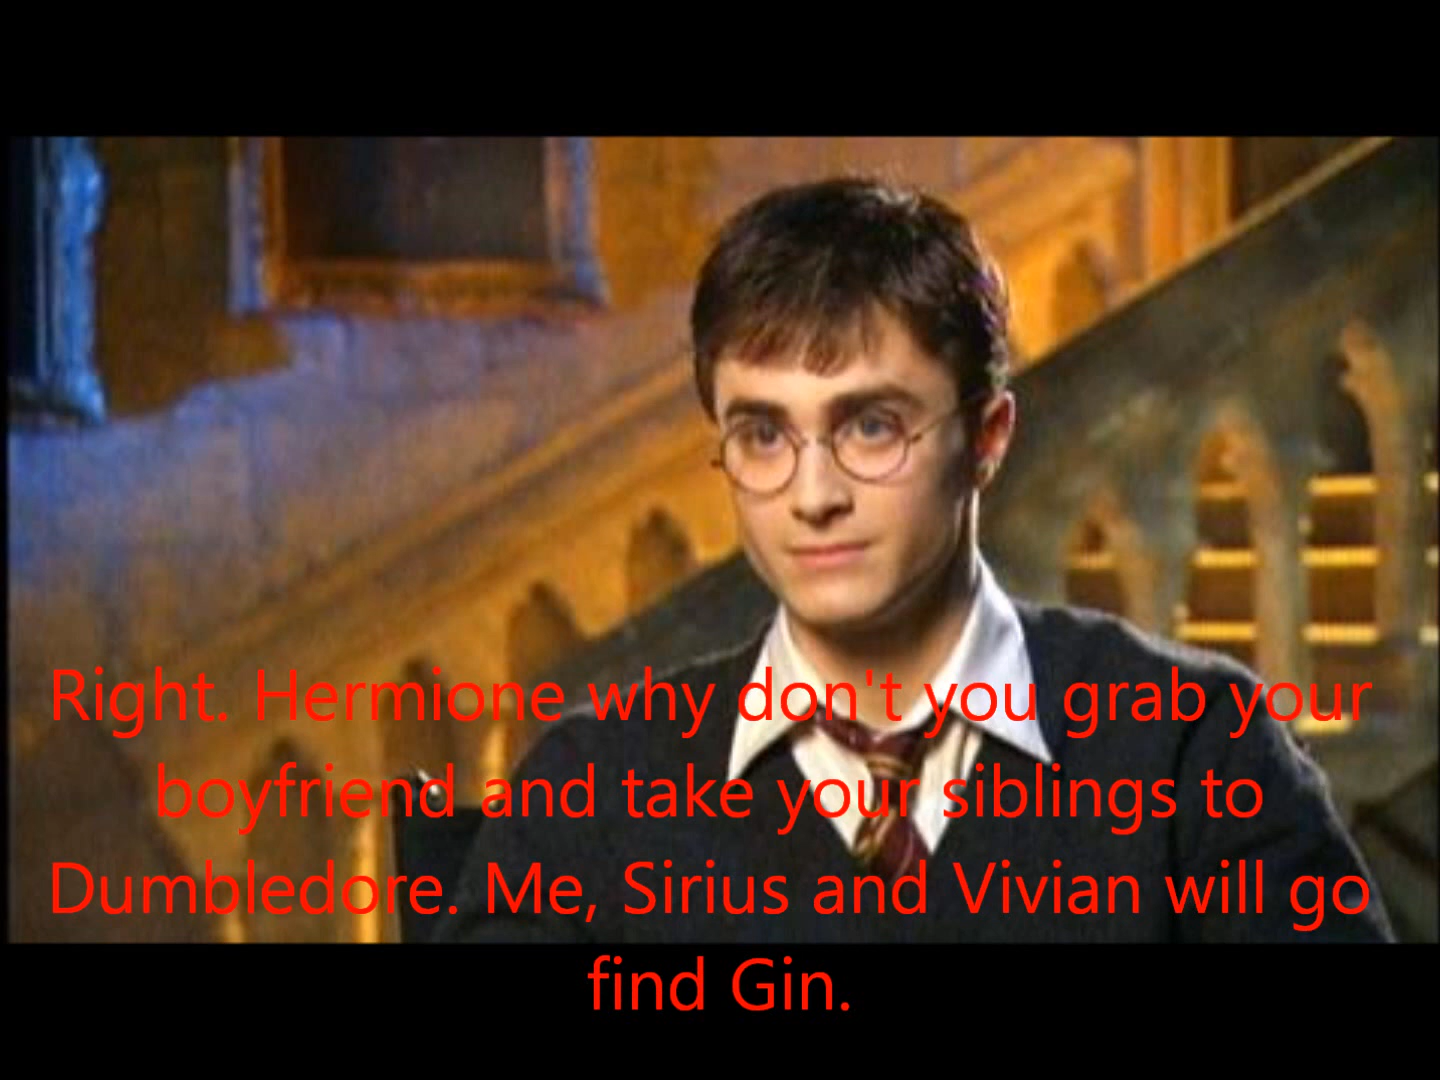 Right. Hermione why don't you grab your
boyfriend and take your siblings to
Dumbledore. Me, Sirius and Vivian will go
find Gin.